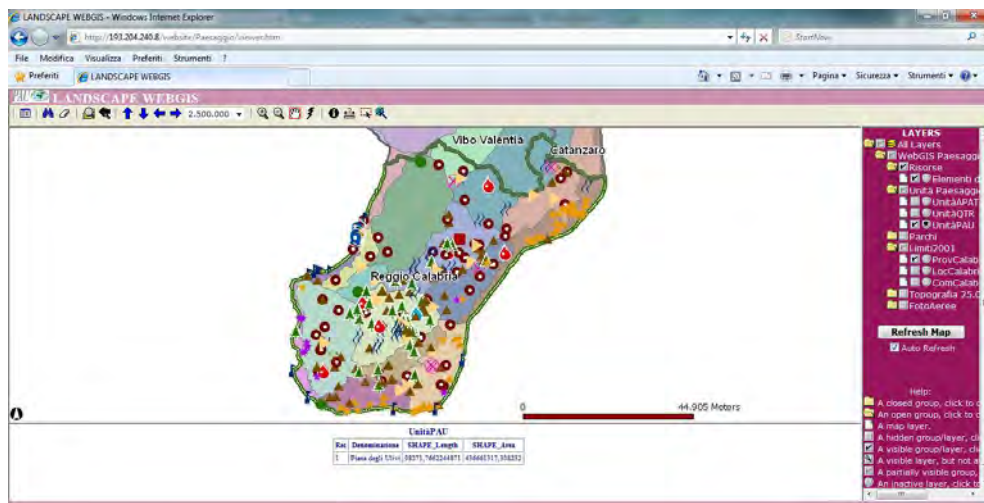 LANDSCAPE WEBGIS - Windows Internet Explorer
http://193.204.240.8/website/Paesaggio/viewer.htm
StartNow
File Modifica Visualizza Preferiti Strumenti ?
Preferiti LANDSCAPE WEBGIS
Pagina Sicurezza Strumenti
LANDSCAPE WEBGIS
2.500.000
Vibo Valentia
Catanzaro
Reggio Calabria
0 44.905 Meters
UnitàPAU
Rec Denominazione SHAPE_Length SHAPE_Area
1 Piana degli Ulivi
LAYERS
All Layers
WebGIS Paesaggi
Risorse
Elementi d
Unità Paesaggi
UnitàAPAT
UnitàQTR
UnitàPAU
Parchi
Limiti2001
ProvCalab
LocCalabri
ComCalab
Topografia 25.0
FotoAeree
Refresh Map
Auto Refresh
Help:
A closed group, click to o
An open group, click to c
A map layer.
A hidden group/layer, cli
A visible group/layer, cli
A visible layer, but not a
A partially visible group,
An inactive layer, click to